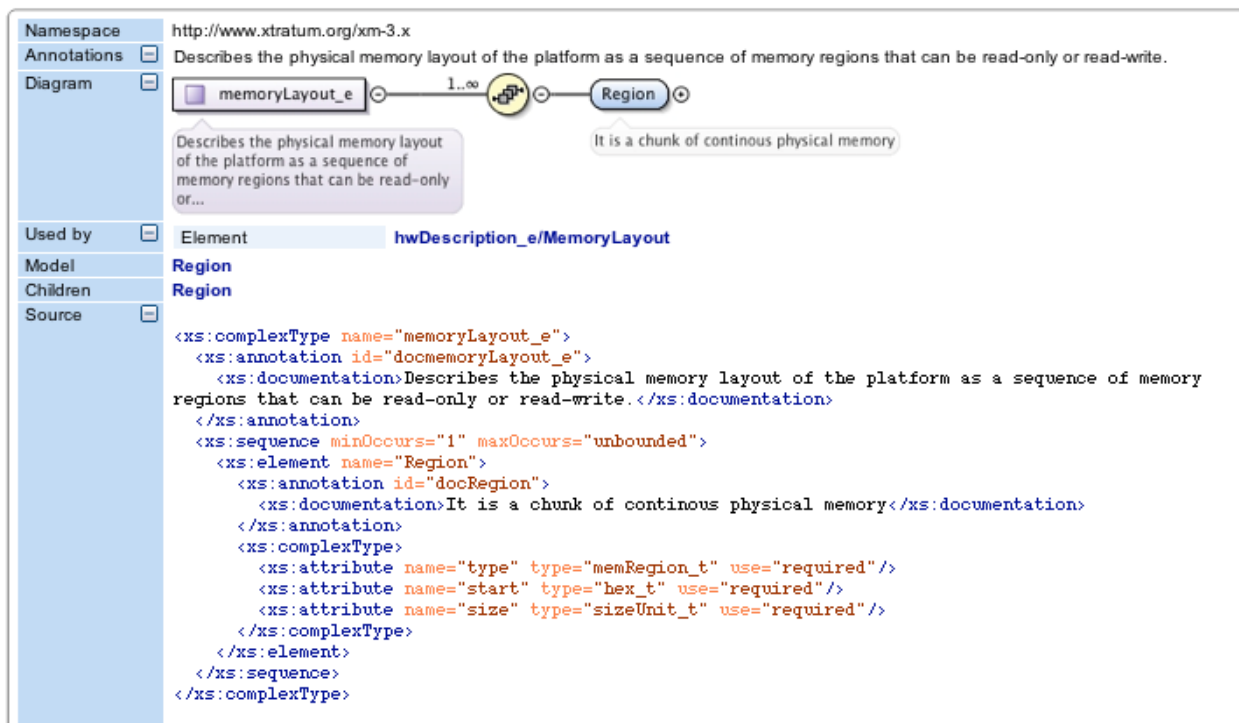 Namespace http://www.xtratum.org/xm-3.x
Annotations Describes the physical memory layout of the platform as a sequence of memory regions that can be read-only or read-write.
Diagram
memoryLayout_e 1..∞ Region
Describes the physical memory layout
of the platform as a sequence of
memory regions that can be read-only
or...
It is a chunk of continous physical memory
Used by Element hwDescription_e/MemoryLayout
Model Region
Children Region
Source
<xs:complexType name="memoryLayout_e">
  <xs:annotation id="docmemoryLayout_e">
    <xs:documentation>Describes the physical memory layout of the platform as a sequence of memory
regions that can be read-only or read-write.</xs:documentation>
  </xs:annotation>
  <xs:sequence minOccurs="1" maxOccurs="unbounded">
    <xs:element name="Region">
      <xs:annotation id="docRegion">
        <xs:documentation>It is a chunk of continous physical memory</xs:documentation>
      </xs:annotation>
      <xs:complexType>
        <xs:attribute name="type" type="memRegion_t" use="required"/>
        <xs:attribute name="start" type="hex_t" use="required"/>
        <xs:attribute name="size" type="sizeUnit_t" use="required"/>
      </xs:complexType>
    </xs:element>
  </xs:sequence>
</xs:complexType>